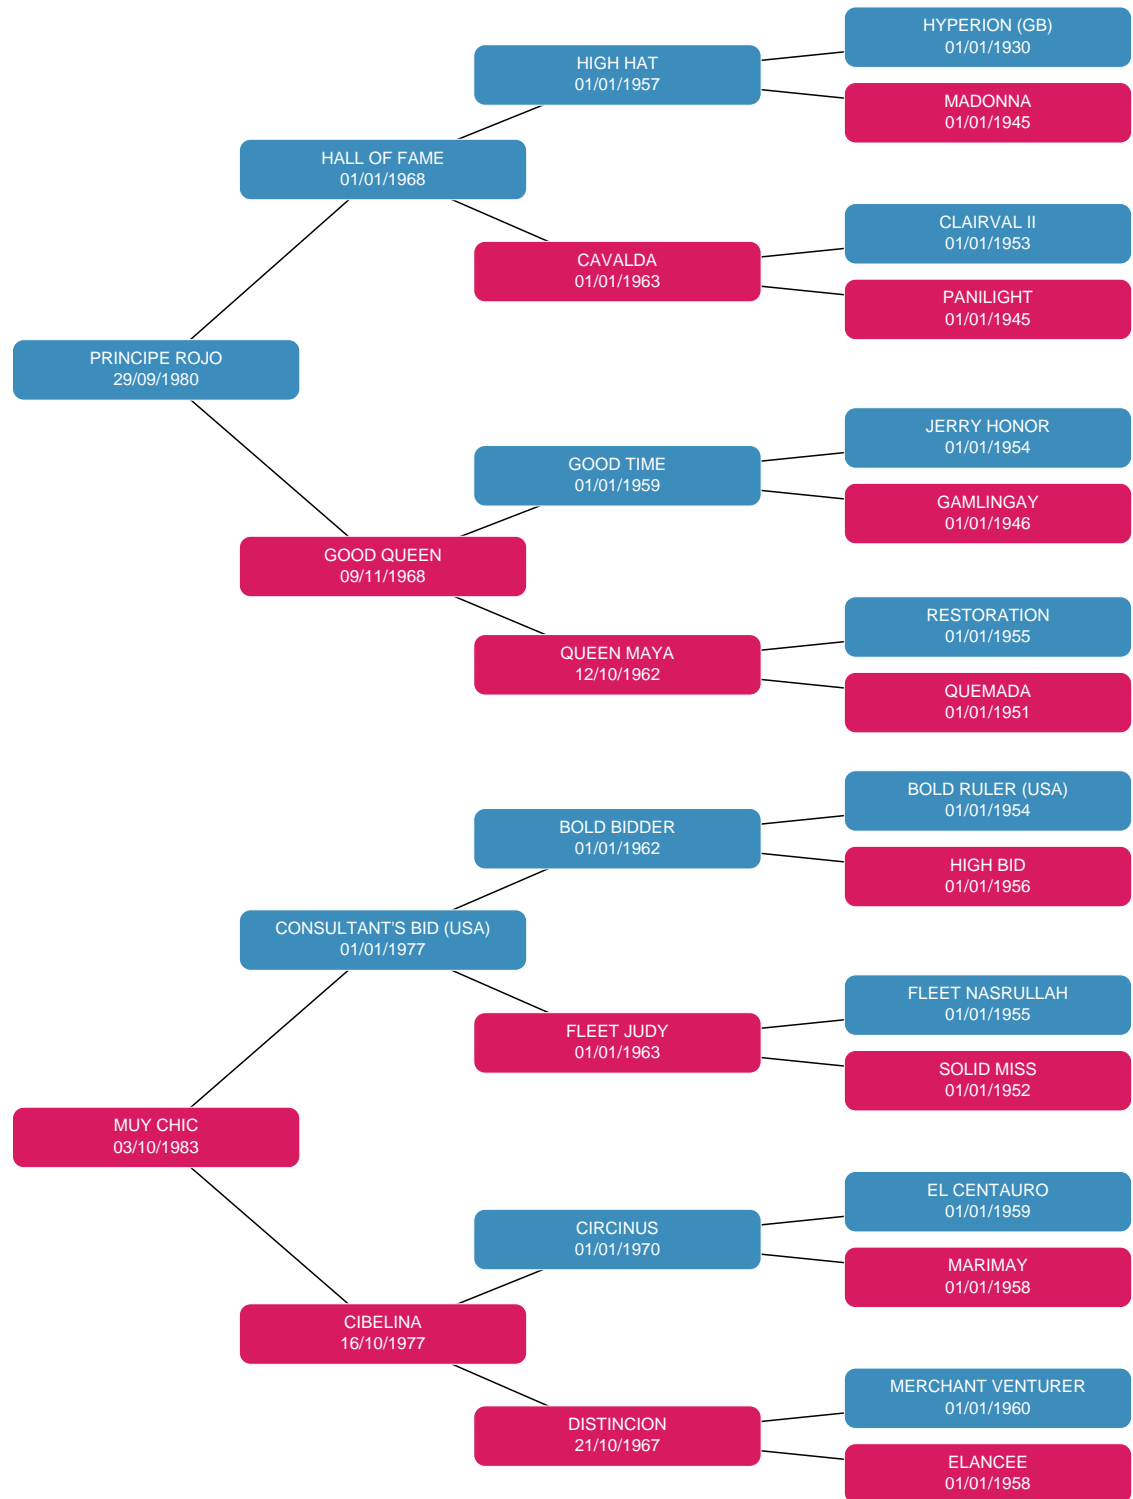 HYPERION (GB)
01/01/1930
HIGH HAT
01/01/1957
MADONNA
01/01/1945
HALL OF FAME
01/01/1968
CLAIRVAL II
01/01/1953
CAVALDA
01/01/1963
PANILIGHT
01/01/1945
PRINCIPE ROJO
29/09/1980
JERRY HONOR
01/01/1954
GOOD TIME
01/01/1959
GAMLINGAY
01/01/1946
GOOD QUEEN
09/11/1968
RESTORATION
01/01/1955
QUEEN MAYA
12/10/1962
QUEMADA
01/01/1951
BOLD RULER (USA)
01/01/1954
BOLD BIDDER
01/01/1962
HIGH BID
01/01/1956
CONSULTANT'S BID (USA)
01/01/1977
FLEET NASRULLAH
01/01/1955
FLEET JUDY
01/01/1963
SOLID MISS
01/01/1952
MUY CHIC
03/10/1983
EL CENTAURO
01/01/1959
CIRCINUS
01/01/1970
MARIMAY
01/01/1958
CIBELINA
16/10/1977
MERCHANT VENTURER
01/01/1960
DISTINCION
21/10/1967
ELANCEE
01/01/1958